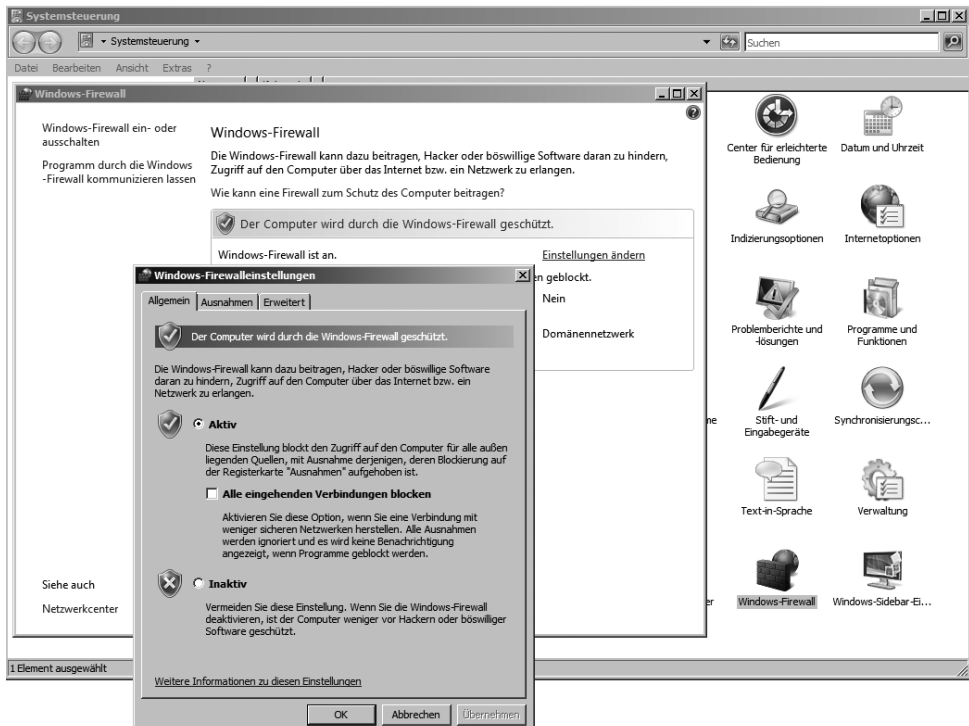 Systemsteuerung
Systemsteuerung
Suchen
Datei Bearbeiten Ansicht Extras ?
Windows-Firewall
Windows-Firewall ein- oder
ausschalten
Programm durch die Windows
-Firewall kommunizieren lassen
Siehe auch
Netzwerkcenter
Windows-Firewall
Die Windows-Firewall kann dazu beitragen, Hacker oder böswillige Software daran zu hindern,
Zugriff auf den Computer über das Internet bzw. ein Netzwerk zu erlangen.
Wie kann eine Firewall zum Schutz des Computer beitragen?
Der Computer wird durch die Windows-Firewall geschützt.
Windows-Firewall ist an.
Einstellungen ändern
en geblockt.
Nein
Domänennetzwerk
Windows-Firewalleinstellungen
Allgemein Ausnahmen Erweitert
Der Computer wird durch die Windows-Firewall geschützt.
Die Windows-Firewall kann dazu beitragen, Hacker oder böswillige Software
daran zu hindern, Zugriff auf den Computer über das Internet bzw. ein
Netzwerk zu erlangen.
Aktiv
Diese Einstellung blockt den Zugriff auf den Computer für alle außen
liegenden Quellen, mit Ausnahme derjenigen, deren Blockierung auf
der Registerkarte "Ausnahmen" aufgehoben ist.
Alle eingehenden Verbindungen blocken
Aktivieren Sie diese Option, wenn Sie eine Verbindung mit
weniger sicheren Netzwerken herstellen. Alle Ausnahmen
werden ignoriert und es wird keine Benachrichtigung
angezeigt, wenn Programme geblockt werden.
Inaktiv
Vermeiden Sie diese Einstellung. Wenn Sie die Windows-Firewall
deaktivieren, ist der Computer weniger vor Hackern oder böswilliger
Software geschützt.
Weitere Informationen zu diesen Einstellungen
OK Abbrechen Übernehmen
Center für erleichterte
Bedienung
Datum und Uhrzeit
Indizierungsoptionen
Internetoptionen
Problemberichte und
-lösungen
Programme und
Funktionen
me
Stift- und
Eingabegeräte
Synchronisierungsc...
Text-in-Sprache
Verwaltung
er
Windows-Firewall
Windows-Sidebar-Ei...
1 Element ausgewählt